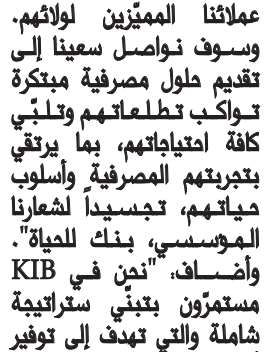 عملائنا المميّزين لولائهم.
وسوف نواصل سعينا إلى
تقديم حلول مصرفية مبتكرة
تواكب تطلعاتهم وتلبّي
كافة احتياجاتهم، بما يرتقي
بتجربتهم المصرفية وأسلوب
حياتهم، تجسيداً لشعارنا
المؤسسي، بنك للحياة".
وأضاف: "نحن في KIB
مستمرّون بتبنّي ستراتيجة
شاملة والتي تهدف إلى توفير